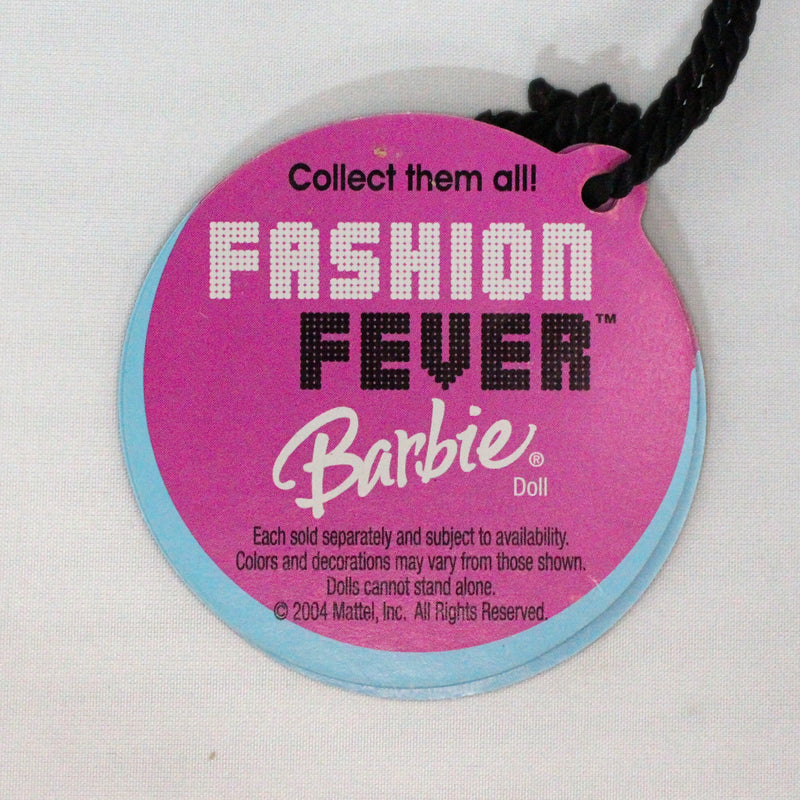 Collect them all!
FASHION
FEVER™
Barbie®
Doll
Each sold separately and subject to availability.
Colors and decorations may vary from those shown.
Dolls cannot stand alone.
© 2004 Mattel, Inc. All Rights Reserved.